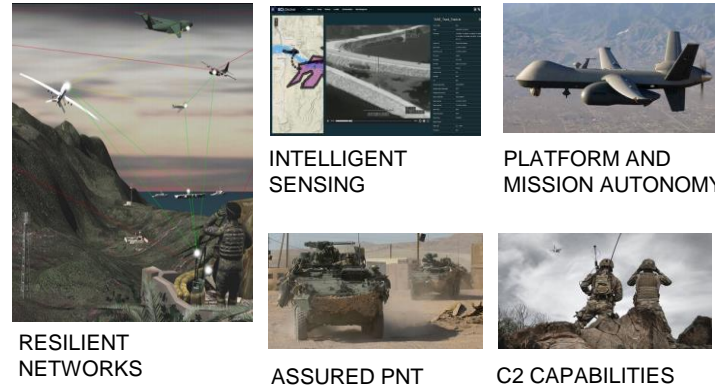 INTELLIGENT
SENSING
PLATFORM AND
MISSION AUTONOMY
RESILIENT
NETWORKS
ASSURED PNT
C2 CAPABILITIES